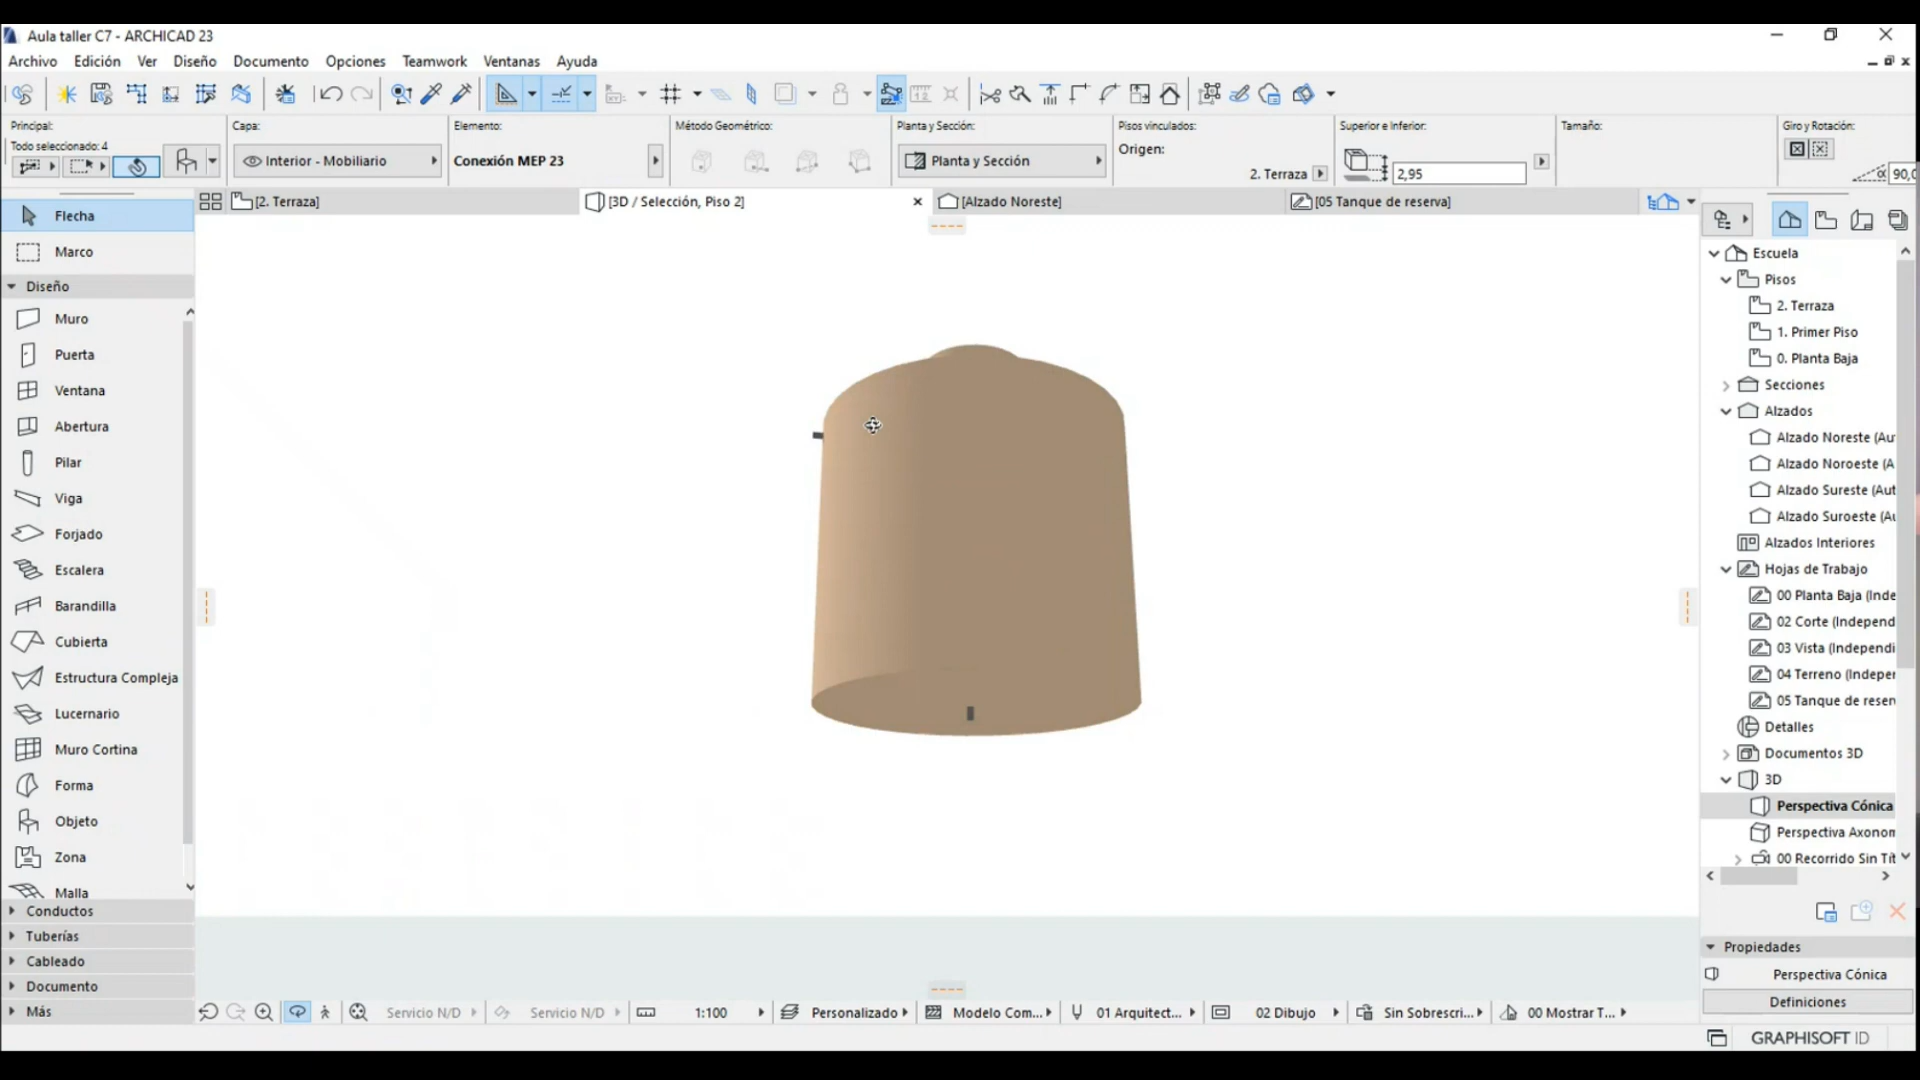 Aula taller C7 - ARCHICAD 23
Archivo Edición Ver Diseño Documento Opciones Teamwork Ventanas Ayuda
Principal: Capa: Elemento: Método Geométrico: Planta y Sección: Pisos vinculados: Superior e Inferior: Tamaño: Giro y Rotación:
Todo seleccionado: 4
Origen:
Interior - Mobiliario Conexión MEP 23 Planta y Sección
2. Terraza 2,95 α 90,0
[2. Terraza] [3D / Selección, Piso 2] [Alzado Noreste] [05 Tanque de reserva]
Flecha
Marco
Diseño
Muro
Puerta
Ventana
Abertura
Pilar
Viga
Forjado
Escalera
Barandilla
Cubierta
Estructura Compleja
Lucernario
Muro Cortina
Forma
Objeto
Zona
Malla
Conductos
Tuberías
Cableado
Documento
Más
Escuela
Pisos
2. Terraza
1. Primer Piso
0. Planta Baja
Secciones
Alzados
Alzado Noreste (Au
Alzado Noroeste (A
Alzado Sureste (Aut
Alzado Suroeste (Au
Alzados Interiores
Hojas de Trabajo
00 Planta Baja (Inde
02 Corte (Independ
03 Vista (Independi
04 Terreno (Indeper
05 Tanque de reser
Detalles
Documentos 3D
3D
Perspectiva Cónica
Perspectiva Axonom
00 Recorrido Sin Tít
Propiedades
Perspectiva Cónica
Definiciones
Servicio N/D Servicio N/D 1:100 Personalizado Modelo Com... 01 Arquitect... 02 Dibujo Sin Sobrescri... 00 Mostrar T...
GRAPHISOFT ID